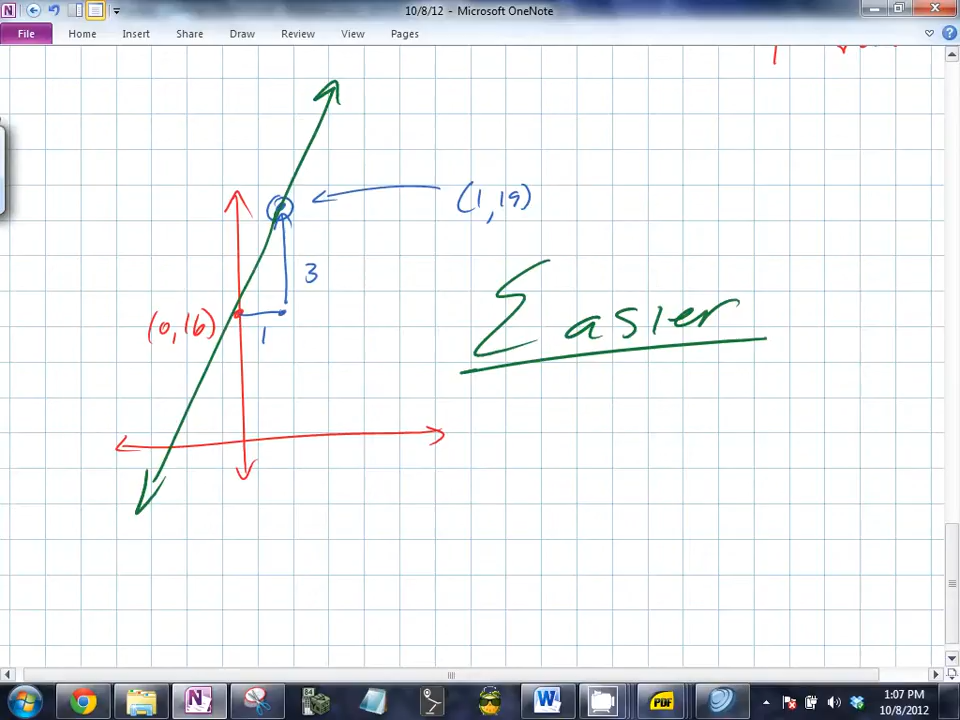 10/8/12 - Microsoft OneNote
File Home Insert Share Draw Review View Pages
(1,19)
3
(0,16)
1
Easier
W
PDF
1:07 PM
10/8/2012